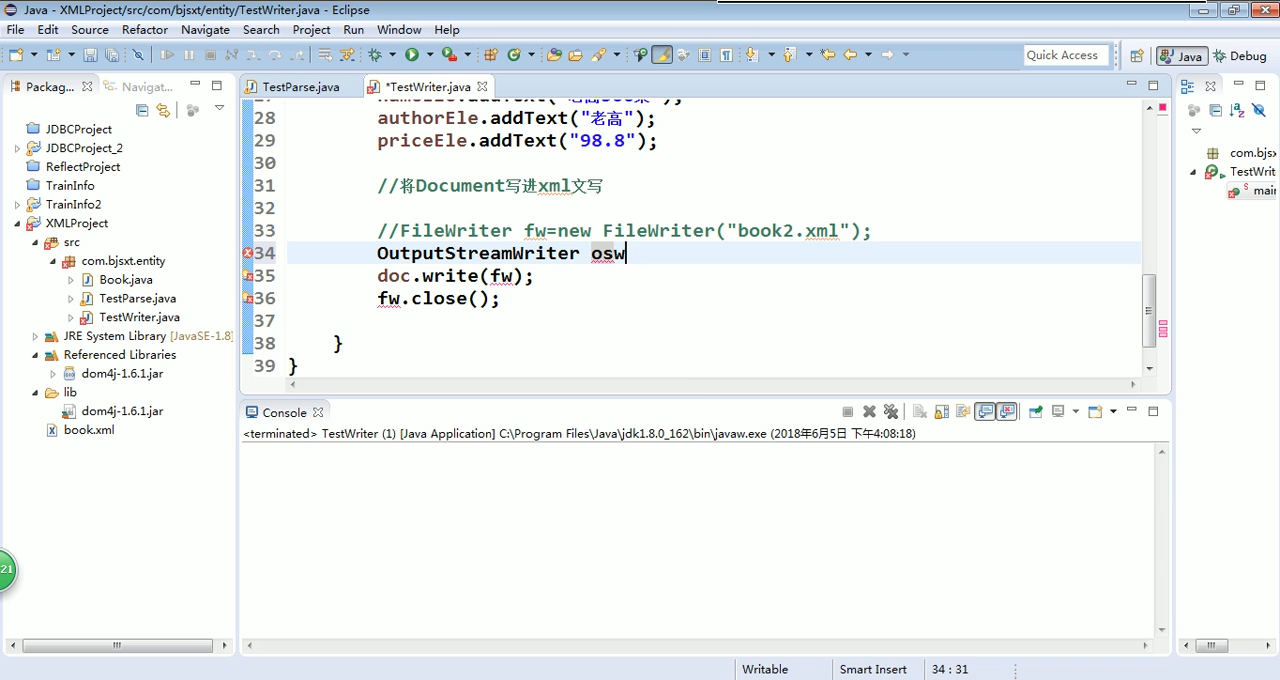 Java - XMLProject/src/com/bjsxt/entity/TestWriter.java - Eclipse
File Edit Source Refactor Navigate Search Project Run Window Help
Quick Access
Java
Debug
Packag...
Navigat...
TestParse.java
*TestWriter.java
JDBCProject
JDBCProject_2
ReflectProject
TrainInfo
TrainInfo2
XMLProject
src
com.bjsxt.entity
Book.java
TestParse.java
TestWriter.java
JRE System Library [JavaSE-1.8]
Referenced Libraries
dom4j-1.6.1.jar
lib
dom4j-1.6.1.jar
book.xml
28 authorEle.addText("老高");
29 priceEle.addText("98.8");
30
31 //将Document写进xml文写
32
33 //FileWriter fw=new FileWriter("book2.xml");
34 OutputStreamWriter osw
35 doc.write(fw);
36 fw.close();
37
38 }
39 }
com.bjsx
TestWrit
main
Console
<terminated> TestWriter (1) [Java Application] C:\Program Files\Java\jdk1.8.0_162\bin\javaw.exe (2018年6月5日 下午4:08:18)
21
Writable
Smart Insert
34 : 31